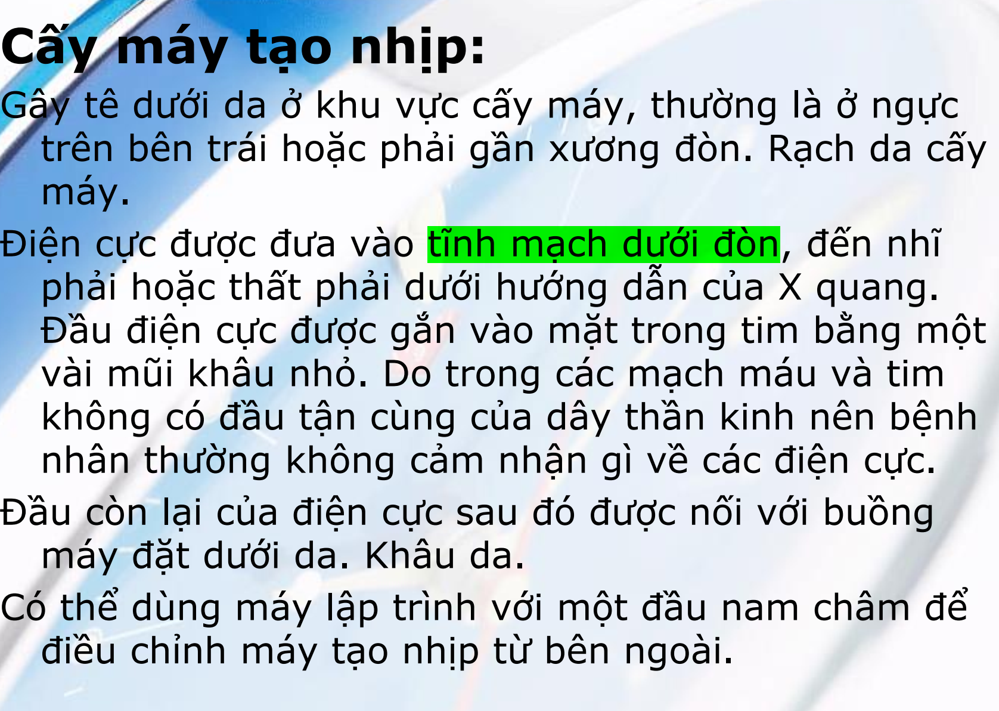 Cấy máy tạo nhịp:
Gây tê dưới da ở khu vực cấy máy, thường là ở ngực
trên bên trái hoặc phải gần xương đòn. Rạch da cấy
máy.
Điện cực được đưa vào tĩnh mạch dưới đòn, đến nhĩ
phải hoặc thất phải dưới hướng dẫn của X quang.
Đầu điện cực được gắn vào mặt trong tim bằng một
vài mũi khâu nhỏ. Do trong các mạch máu và tim
không có đầu tận cùng của dây thần kinh nên bệnh
nhân thường không cảm nhận gì về các điện cực.
Đầu còn lại của điện cực sau đó được nối với buồng
máy đặt dưới da. Khâu da.
Có thể dùng máy lập trình với một đầu nam châm để
điều chỉnh máy tạo nhịp từ bên ngoài.